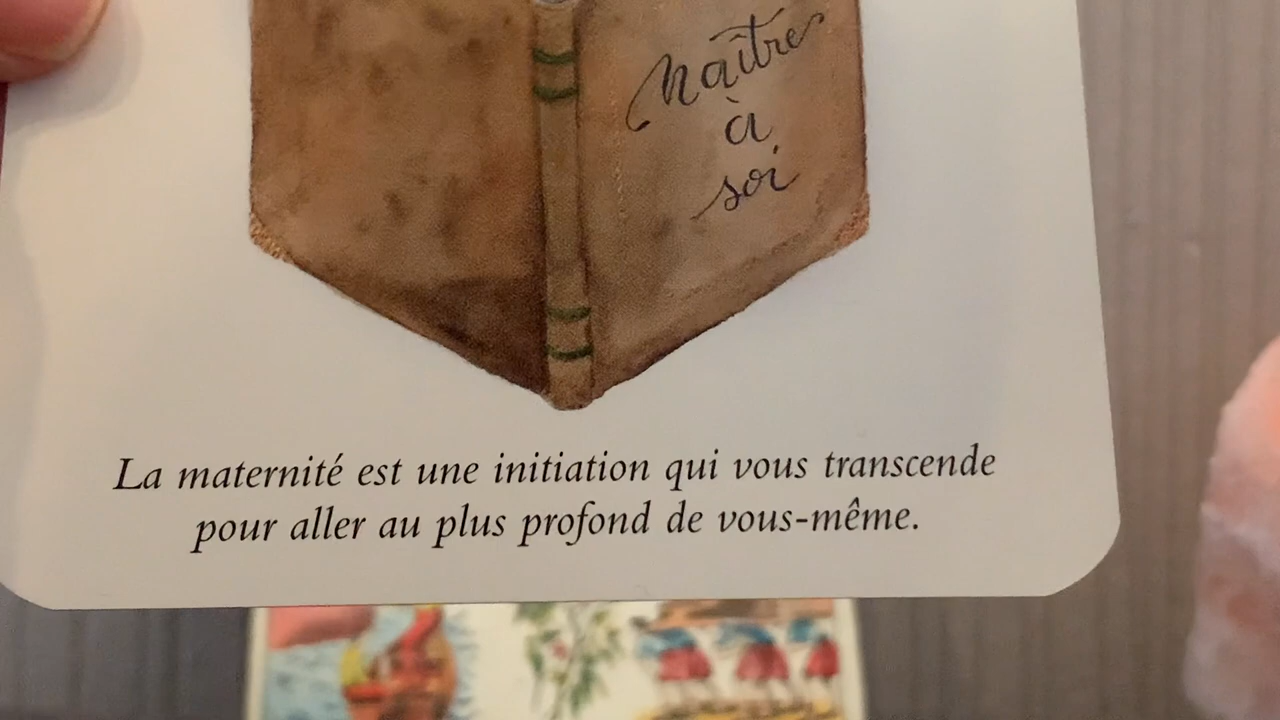 Naître
à
soi
La maternité est une initiation qui vous transcende
pour aller au plus profond de vous-même.